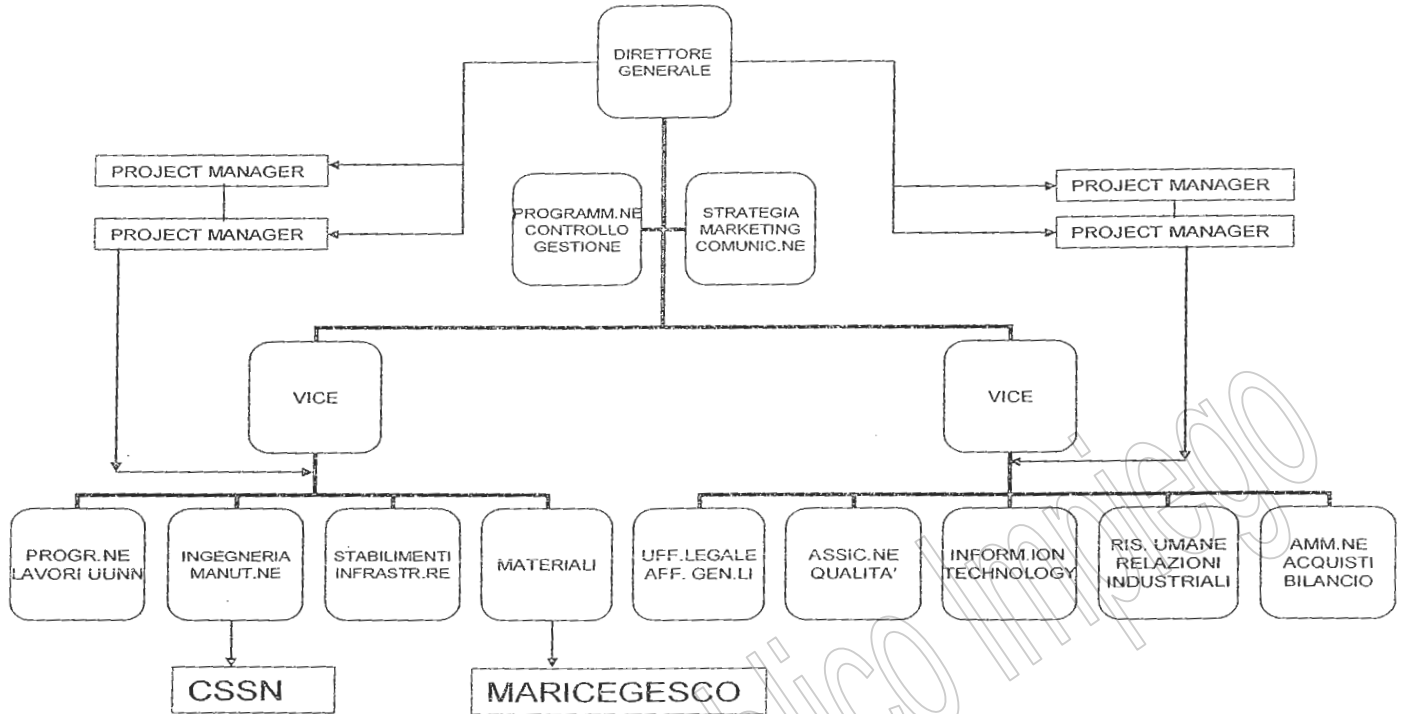 DIRETTORE
GENERALE
PROJECT MANAGER
PROJECT MANAGER
PROJECT MANAGER
PROJECT MANAGER
PROGRAMM.NE
CONTROLLO
GESTIONE
STRATEGIA
MARKETING
COMUNIC.NE
VICE
VICE
PROGR.NE
LAVORI UUNN
INGEGNERIA
MANUT.NE
STABILIMENTI
INFRASTR.RE
MATERIALI
UFF.LEGALE
AFF. GEN.LI
ASSIC.NE
QUALITA'
INFORM.ION
TECHNOLOGY
RIS. UMANE
RELAZIONI
INDUSTRIALI
AMM.NE
ACQUISTI
BILANCIO
CSSN
MARICEGESCO
Impiego